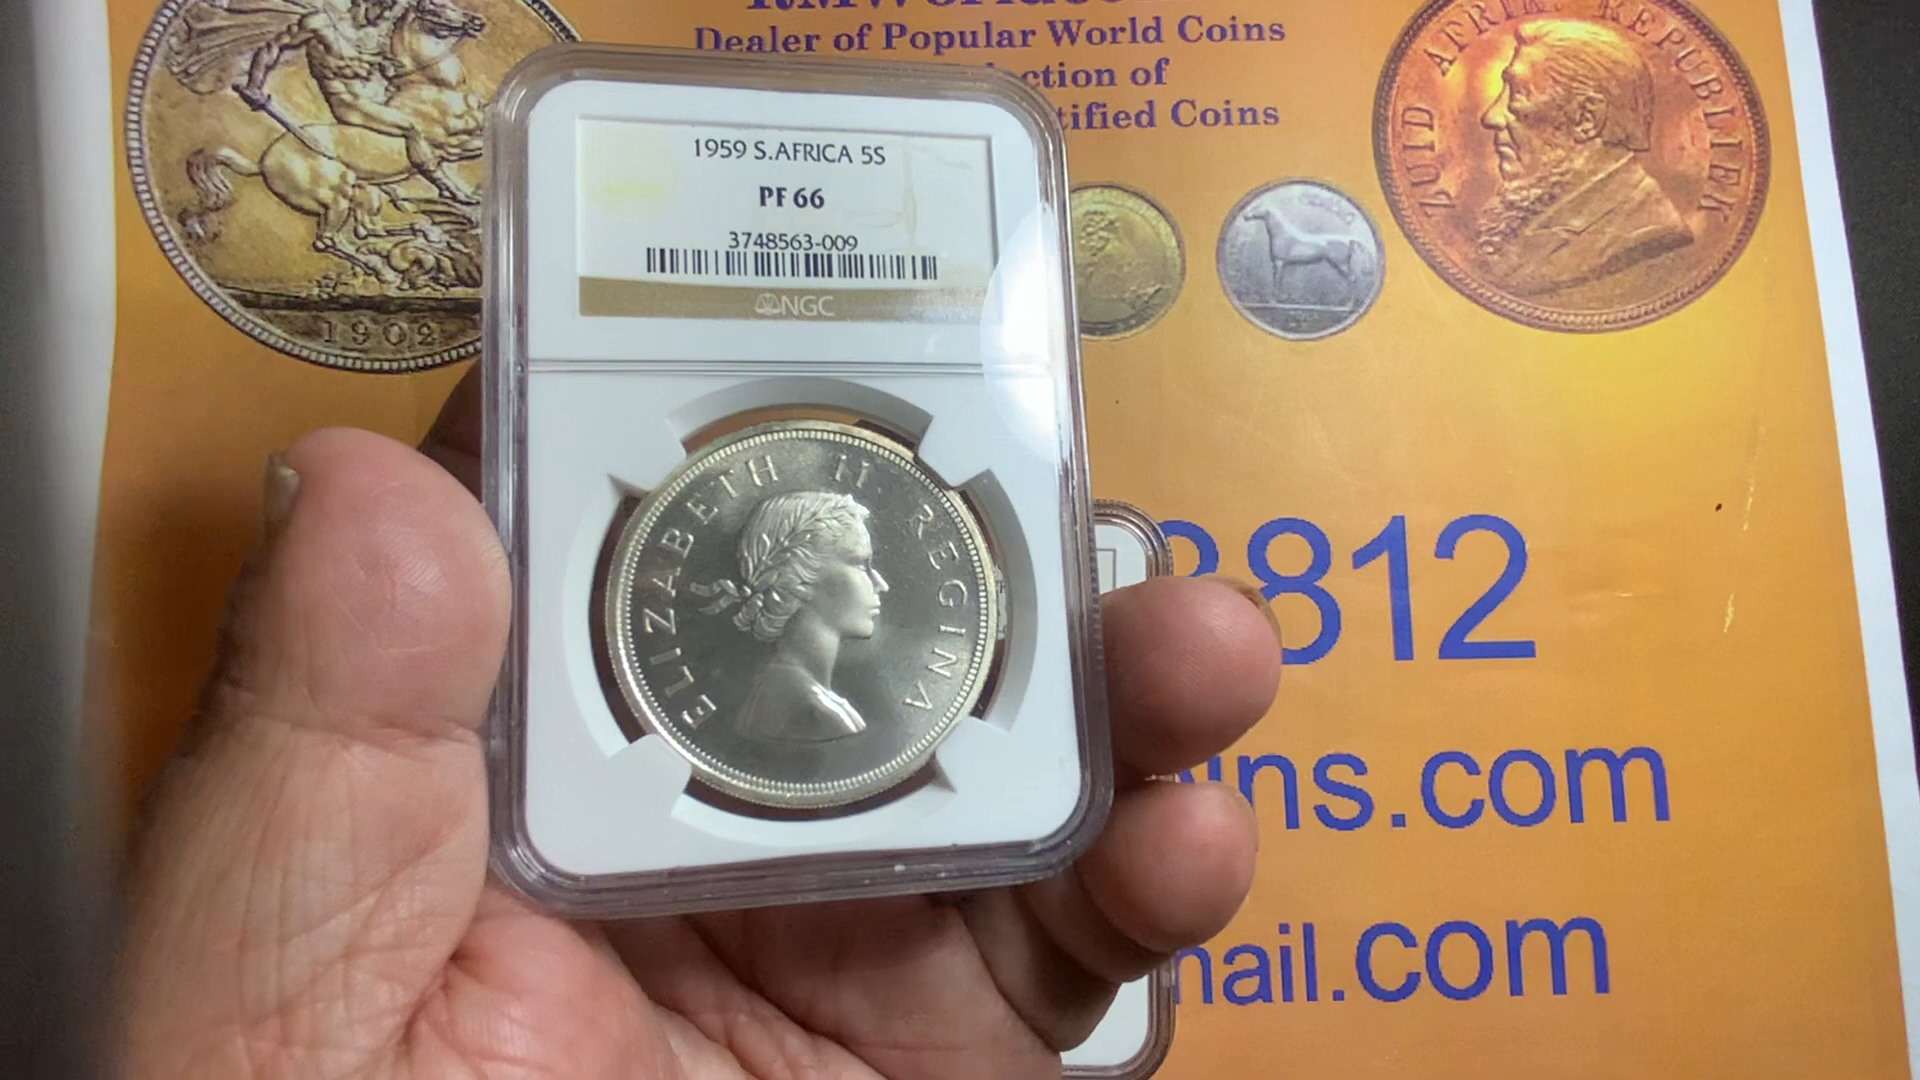 Dealer of Popular World Coins
ction of
tified Coins
1959 S.AFRICA 5S
PF 66
3748563-009
NGC
ELIZABETH II REGINA
1902
ZUID AFRIK. REPUBLIEK
812
ins.com
mail.com